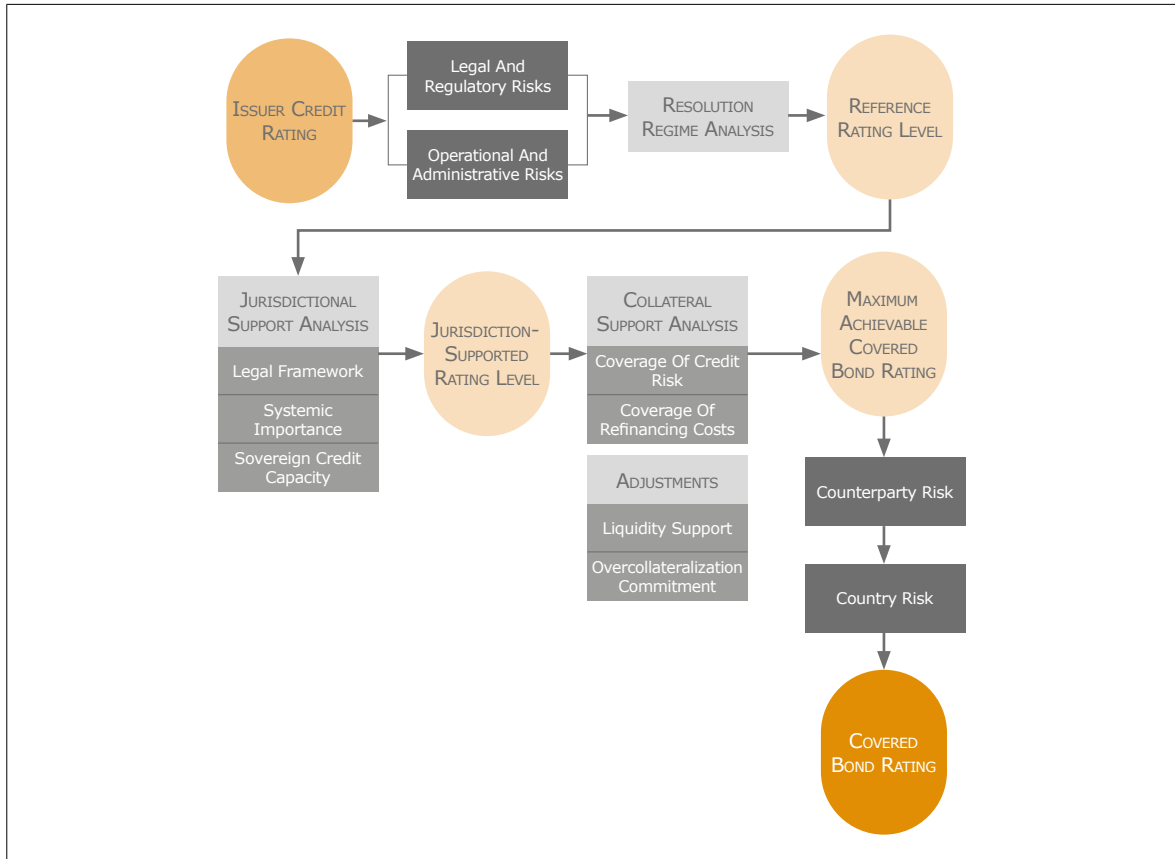 ISSUER CREDIT
RATING
Legal And
Regulatory Risks
Operational And
Administrative Risks
RESOLUTION
REGIME ANALYSIS
REFERENCE
RATING LEVEL
JURISDICTIONAL
SUPPORT ANALYSIS
Legal Framework
Systemic
Importance
Sovereign Credit
Capacity
JURISDICTION-
SUPPORTED
RATING LEVEL
COLLATERAL
SUPPORT ANALYSIS
Coverage Of Credit
Risk
Coverage Of
Refinancing Costs
ADJUSTMENTS
Liquidity Support
Overcollateralization
Commitment
MAXIMUM
ACHIEVABLE
COVERED
BOND RATING
Counterparty Risk
Country Risk
COVERED
BOND RATING